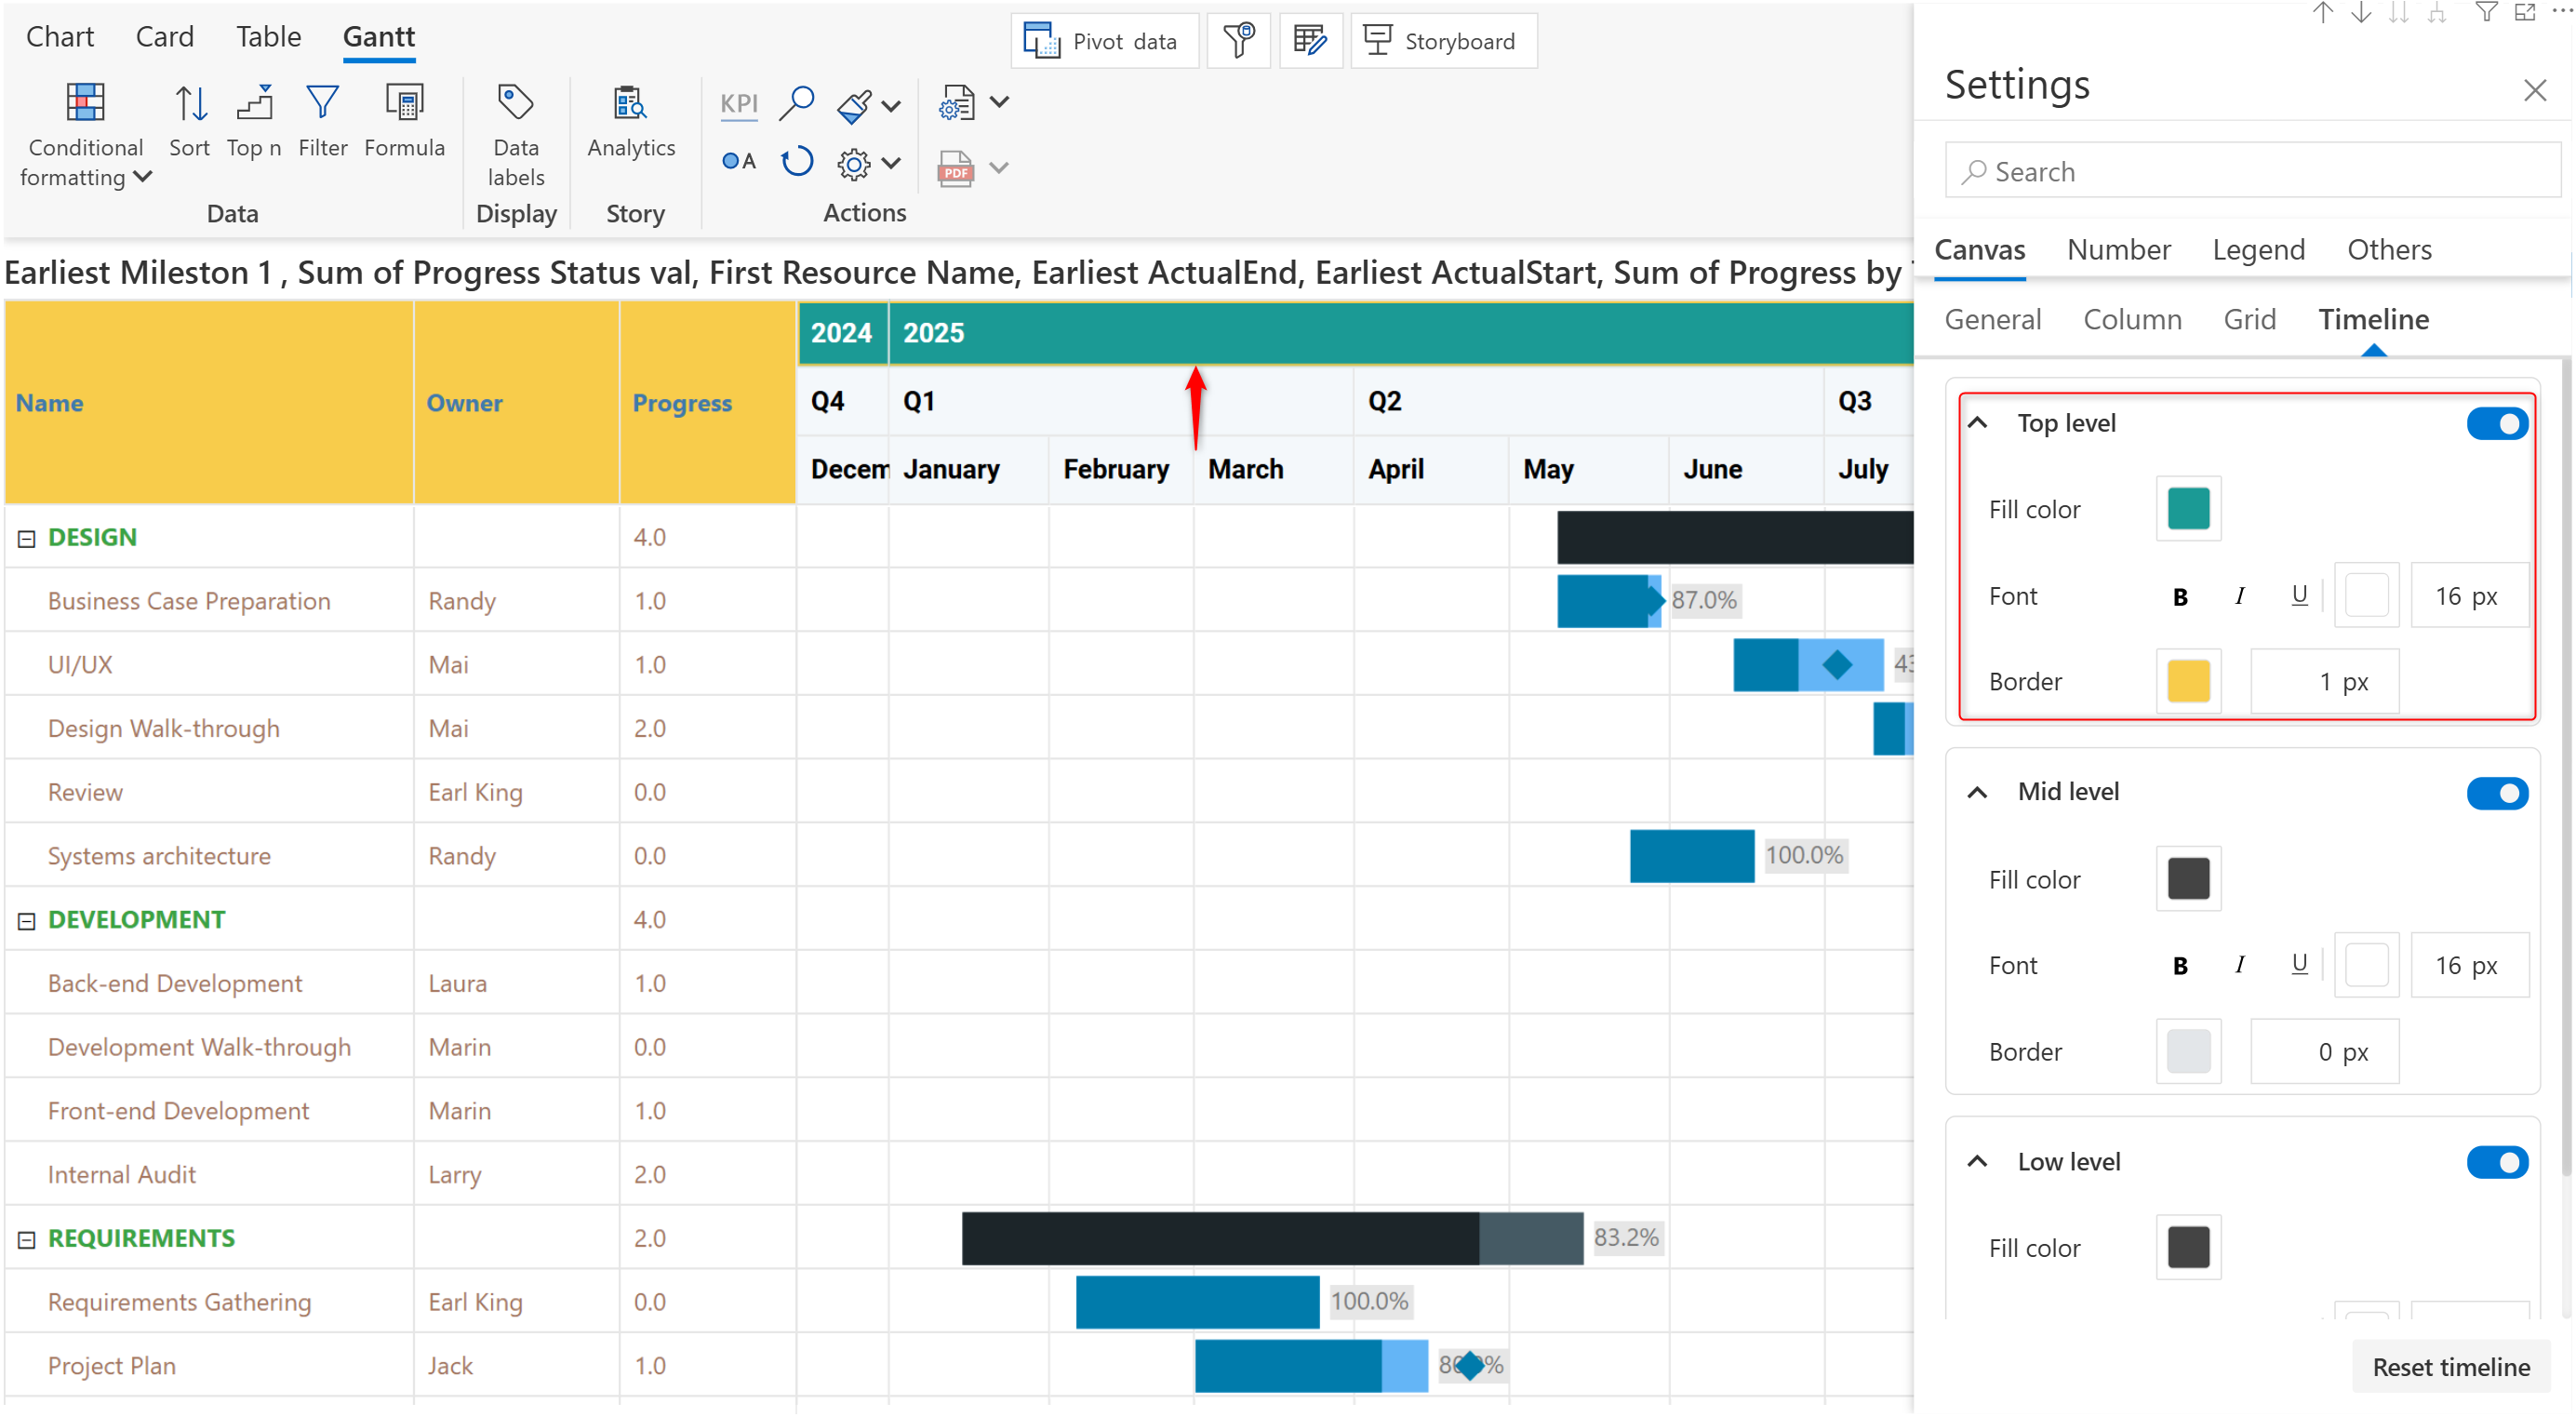 Chart Card Table Gantt
Pivot data
Storyboard
Conditional formatting
Sort
Top n
Filter
Formula
Data
Data labels
Display
Analytics
Story
KPI
A
PDF
Actions
Earliest Mileston 1 , Sum of Progress Status val, First Resource Name, Earliest ActualEnd, Earliest ActualStart, Sum of Progress by
Name Owner Progress
2024 2025
Q4 Q1 Q2 Q3
Decem January February March April May June July
DESIGN 4.0
Business Case Preparation Randy 1.0 87.0%
UI/UX Mai 1.0 43
Design Walk-through Mai 2.0
Review Earl King 0.0
Systems architecture Randy 0.0 100.0%
DEVELOPMENT 4.0
Back-end Development Laura 1.0
Development Walk-through Marin 0.0
Front-end Development Marin 1.0
Internal Audit Larry 2.0
REQUIREMENTS 2.0 83.2%
Requirements Gathering Earl King 0.0 100.0%
Project Plan Jack 1.0
Settings
Search
Canvas Number Legend Others
General Column Grid Timeline
Top level
Fill color
Font B I U 16 px
Border 1 px
Mid level
Fill color
Font B I U 16 px
Border 0 px
Low level
Fill color
Reset timeline